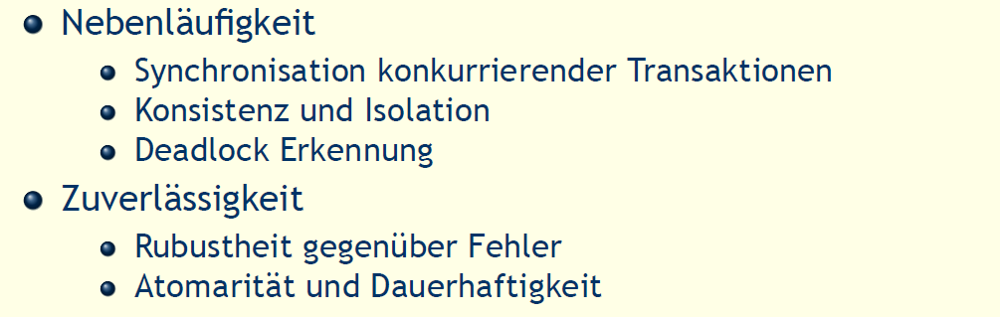 Nebenläufigkeit
Synchronisation konkurrierender Transaktionen
Konsistenz und Isolation
Deadlock Erkennung
Zuverlässigkeit
Rubustheit gegenüber Fehler
Atomarität und Dauerhaftigkeit